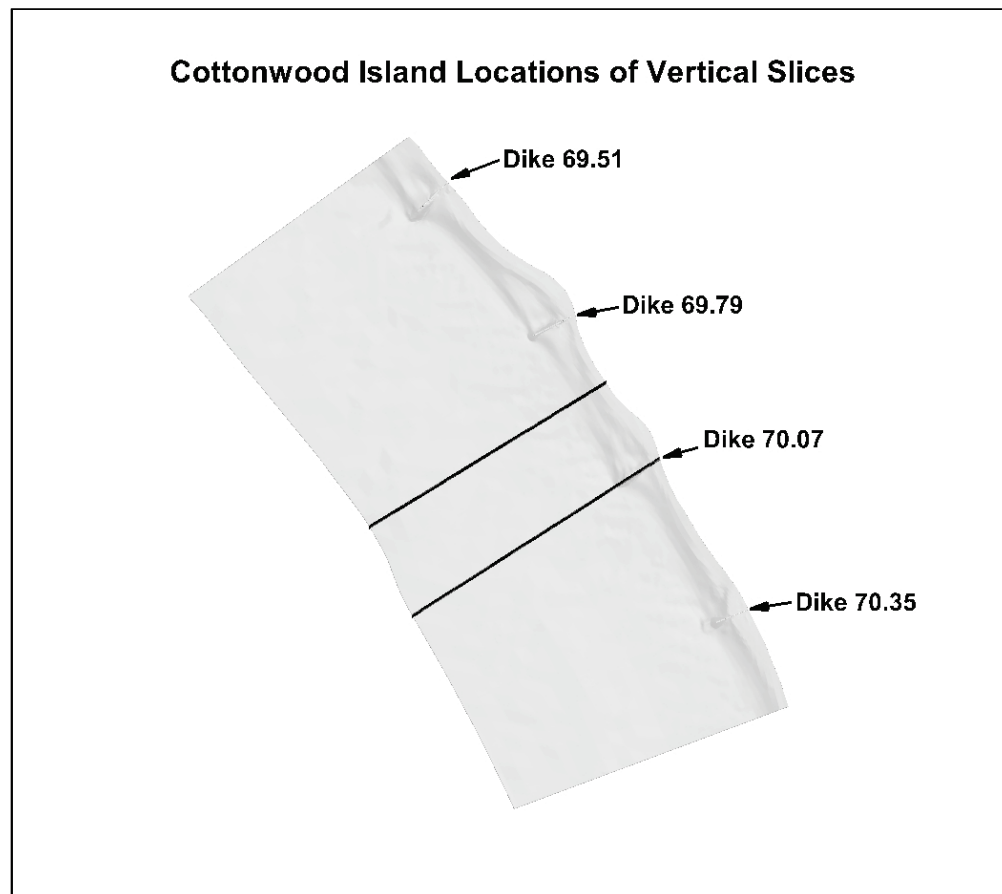 Cottonwood Island Locations of Vertical Slices
Dike 69.51
Dike 69.79
Dike 70.07
Dike 70.35